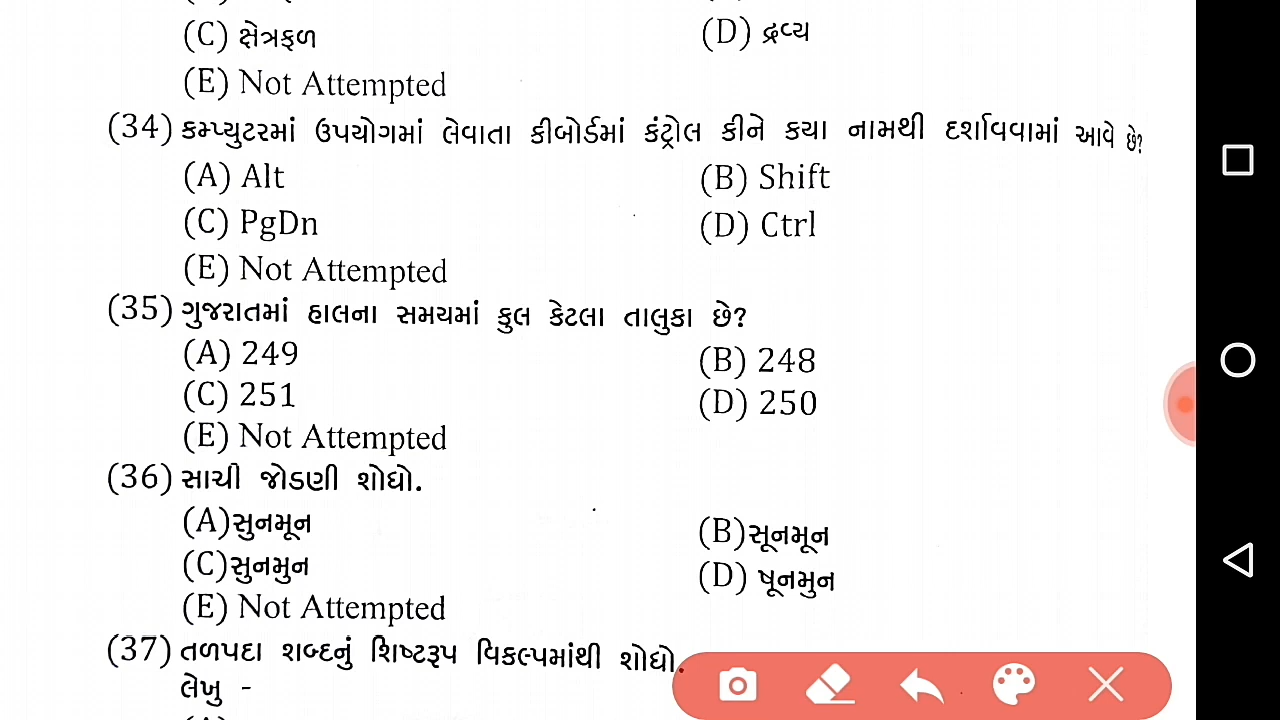 (C) ક્ષેત્રફળ (D) દ્રવ્ય
(E) Not Attempted
(34) કમ્પ્યુટરમાં ઉપયોગમાં લેવાતા કીબોર્ડમાં કંટ્રોલ કીને કયા નામથી દર્શાવવામાં આવે છે?
(A) Alt (B) Shift
(C) PgDn (D) Ctrl
(E) Not Attempted
(35) ગુજરાતમાં હાલના સમયમાં કુલ કેટલા તાલુકા છે?
(A) 249 (B) 248
(C) 251 (D) 250
(E) Not Attempted
(36) સાચી જોડણી શોધો.
(A)સુનમૂન (B)સૂનમૂન
(C)સુનમુન (D) ષૂનમુન
(E) Not Attempted
(37) તળપદા શબ્દનું શિષ્ટરૂપ વિકલ્પમાંથી શોધો.
લેખુ -